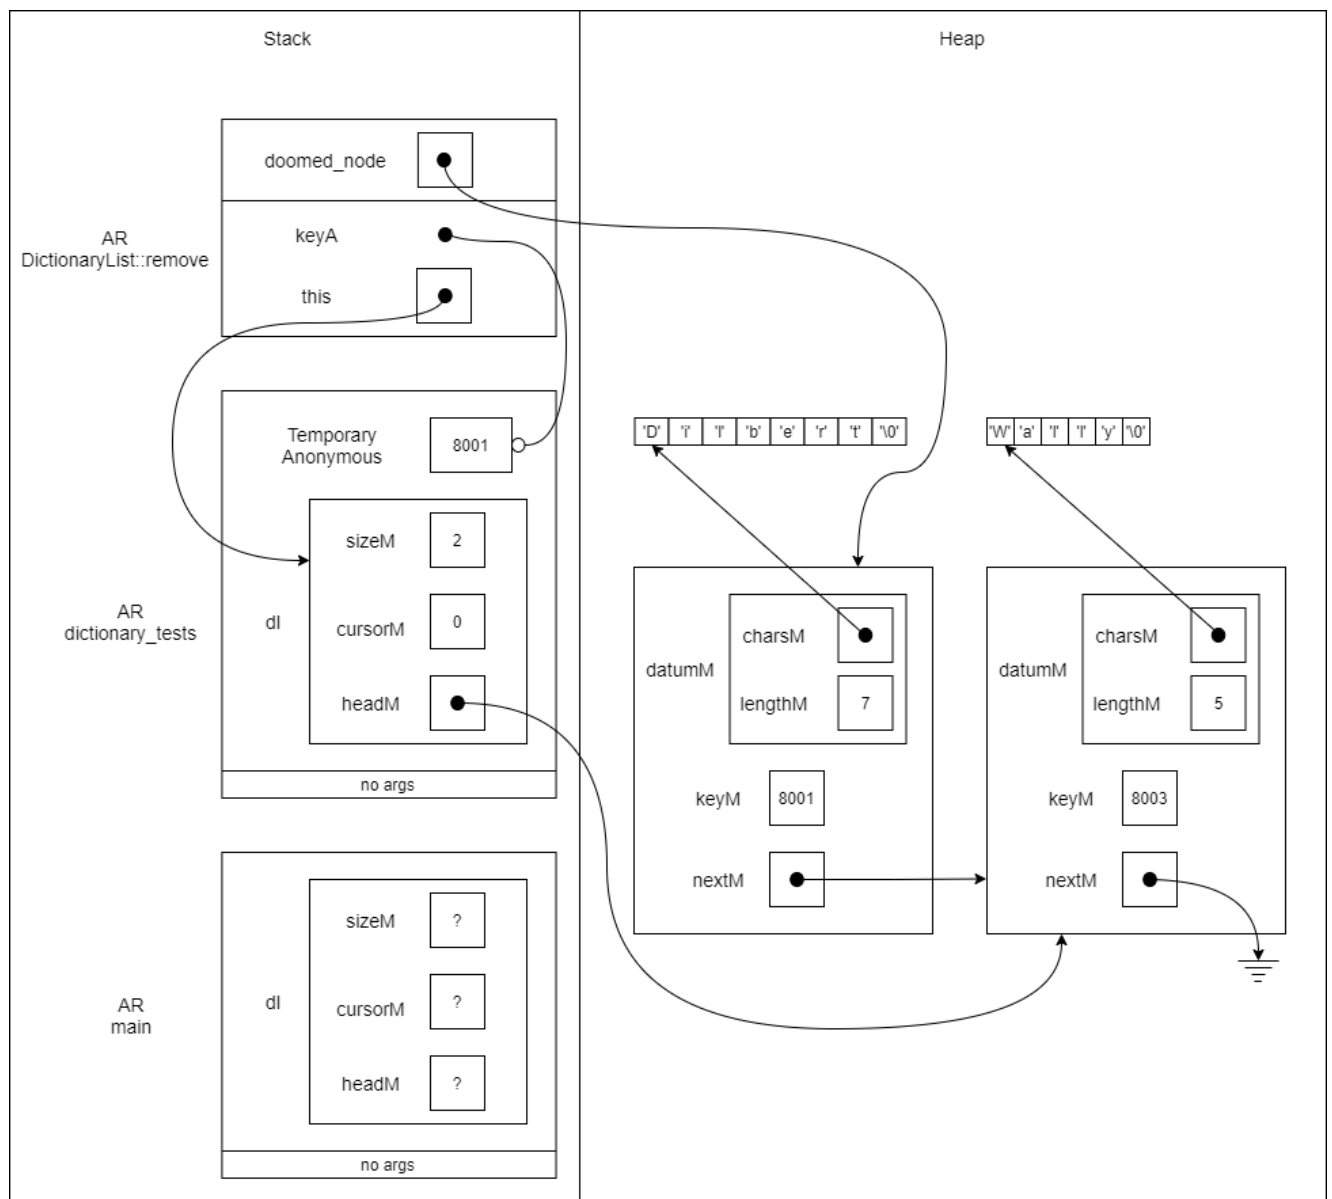 Stack
Heap
doomed_node
AR
DictionaryList::remove
keyA
this
Temporary
Anonymous
8001
sizeM
2
AR
dictionary_tests
dl
cursorM
0
headM
no args
AR
main
dl
sizeM
?
cursorM
?
headM
?
no args
'D' 'i' 'l' 'b' 'e' 'r' 't' '\0'
'W' 'a' 'l' 'l' 'y' '\0'
datumM
charsM
lengthM
7
keyM
8001
nextM
datumM
charsM
lengthM
5
keyM
8003
nextM